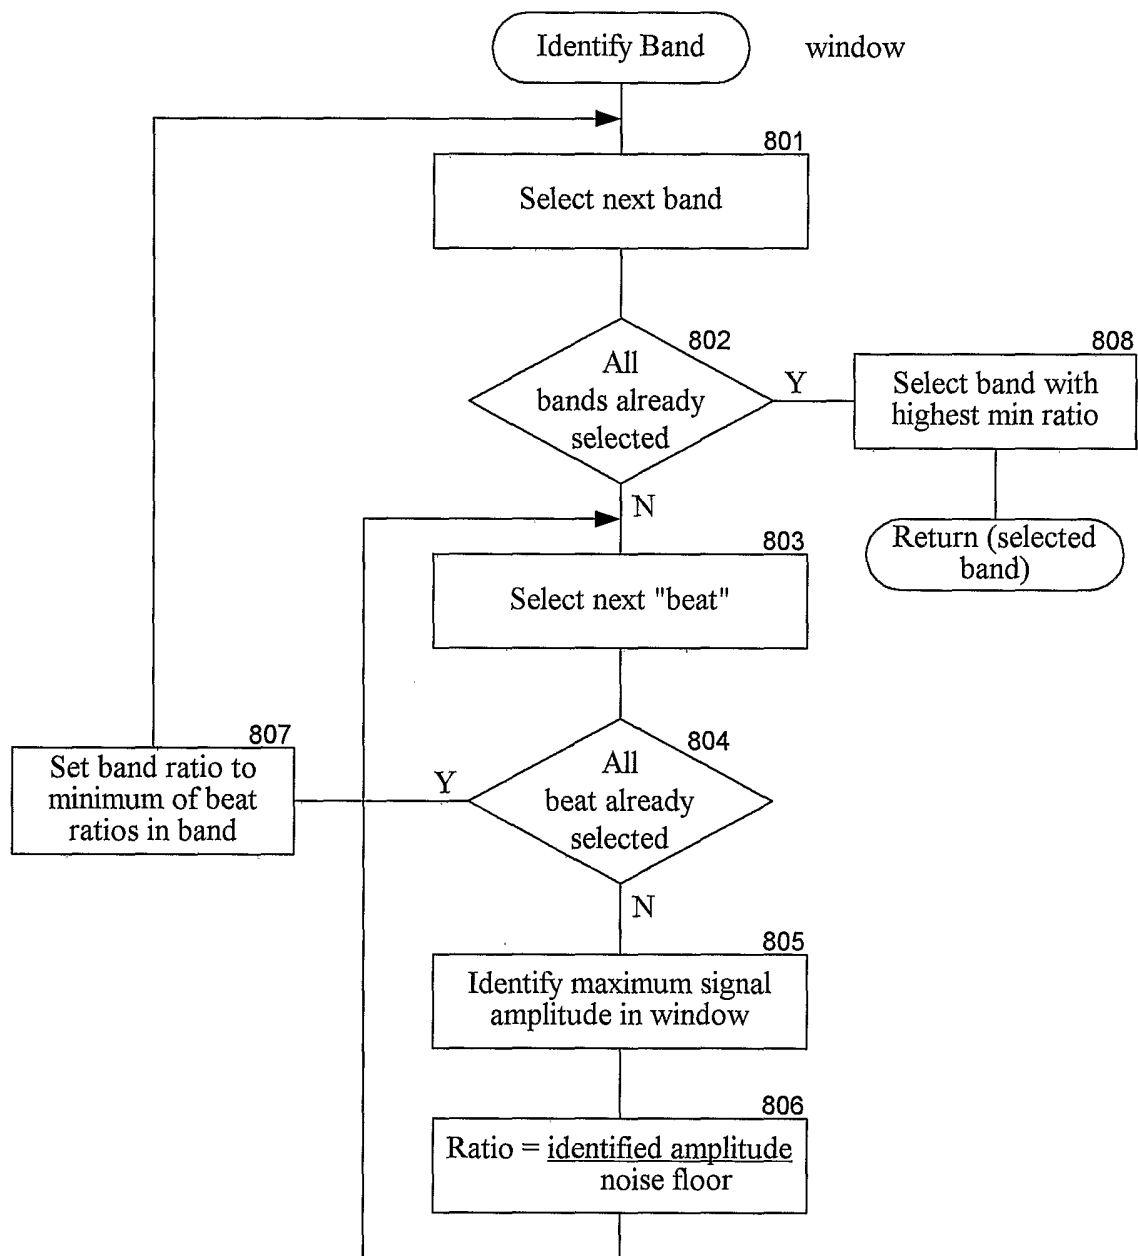 Identify Band
window
801
Select next band
802
All
bands already
selected
Y
808
Select band with
highest min ratio
N
Return (selected
band)
803
Select next "beat"
804
All
beat already
selected
Y
807
Set band ratio to
minimum of beat
ratios in band
N
805
Identify maximum signal
amplitude in window
806
Ratio = identified amplitude
noise floor